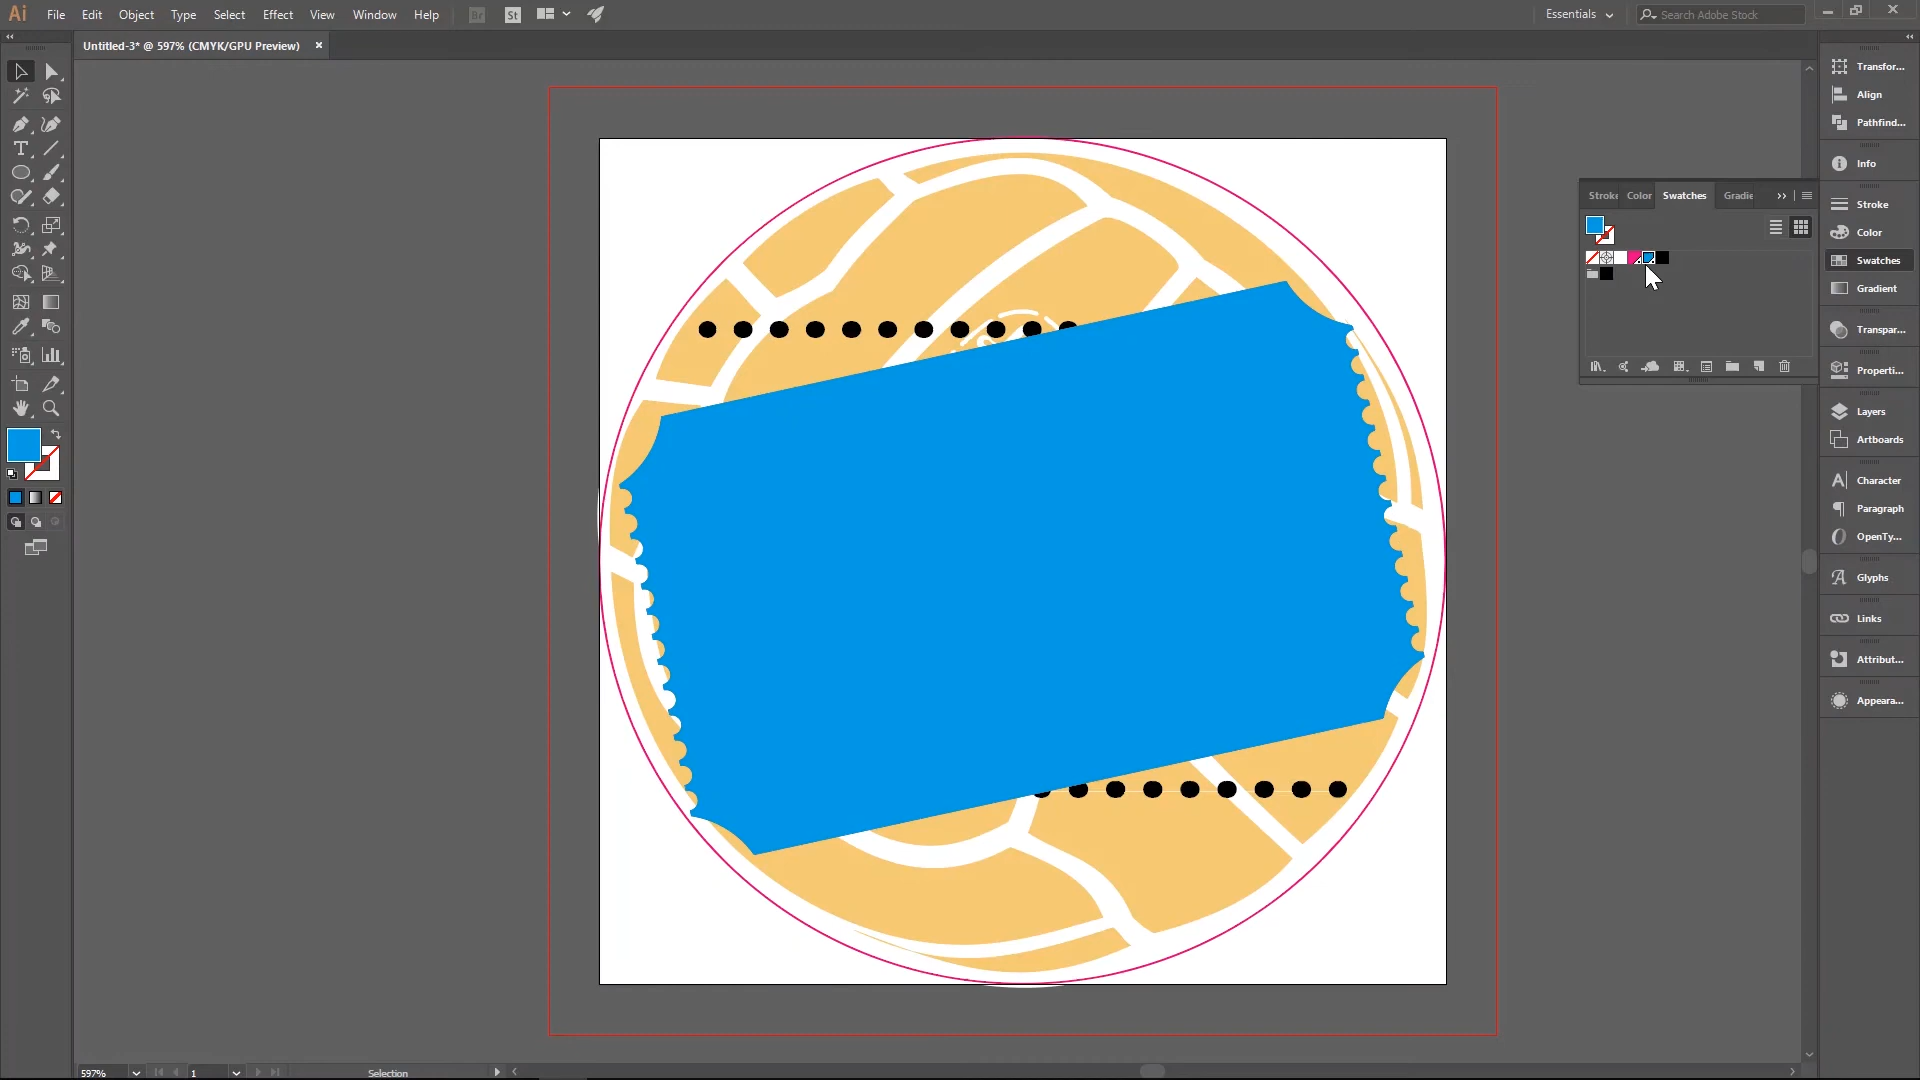 Ai File Edit Object Type Select Effect View Window Help Br St Essentials Search Adobe Stock
Untitled-3* @ 597% (CMYK/GPU Preview) ×
Transfor...
Align
Pathfind...
Info
Stroke Color Swatches Gradie
Stroke
Color
Swatches
Gradient
Transpar...
Properti...
Layers
Artboards
Character
Paragraph
OpenTy...
Glyphs
Links
Attribut...
Appeara...
597% 1 Selection